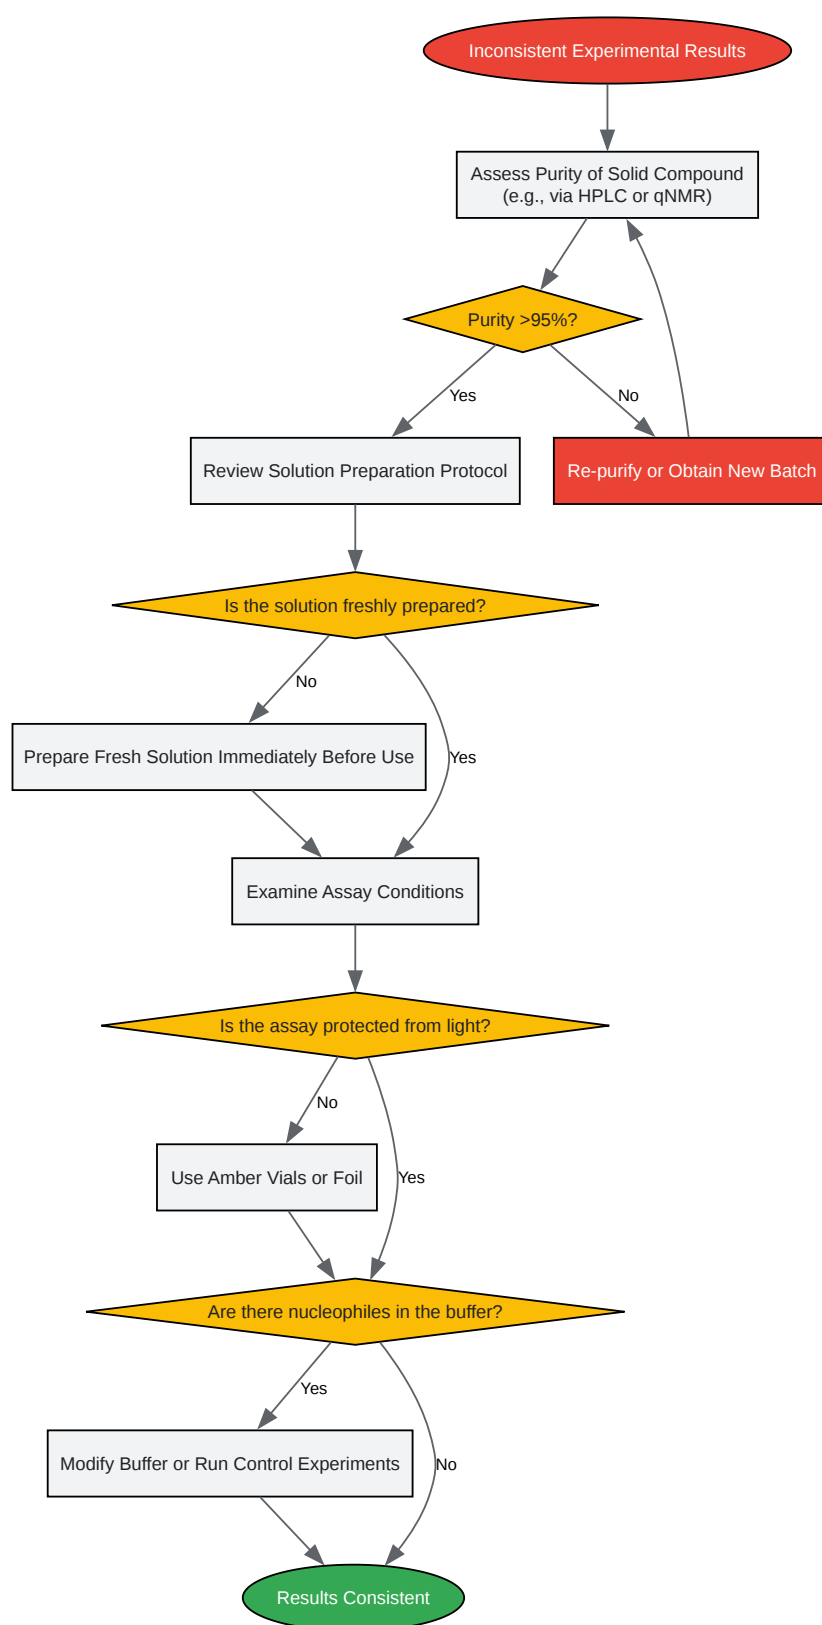 Inconsistent Experimental Results
Assess Purity of Solid Compound
(e.g., via HPLC or qNMR)
Purity >95%?
Yes
No
Review Solution Preparation Protocol
Re-purify or Obtain New Batch
Is the solution freshly prepared?
No
Prepare Fresh Solution Immediately Before Use
Yes
Examine Assay Conditions
Is the assay protected from light?
No
Use Amber Vials or Foil
Yes
Are there nucleophiles in the buffer?
Yes
Modify Buffer or Run Control Experiments
No
Results Consistent